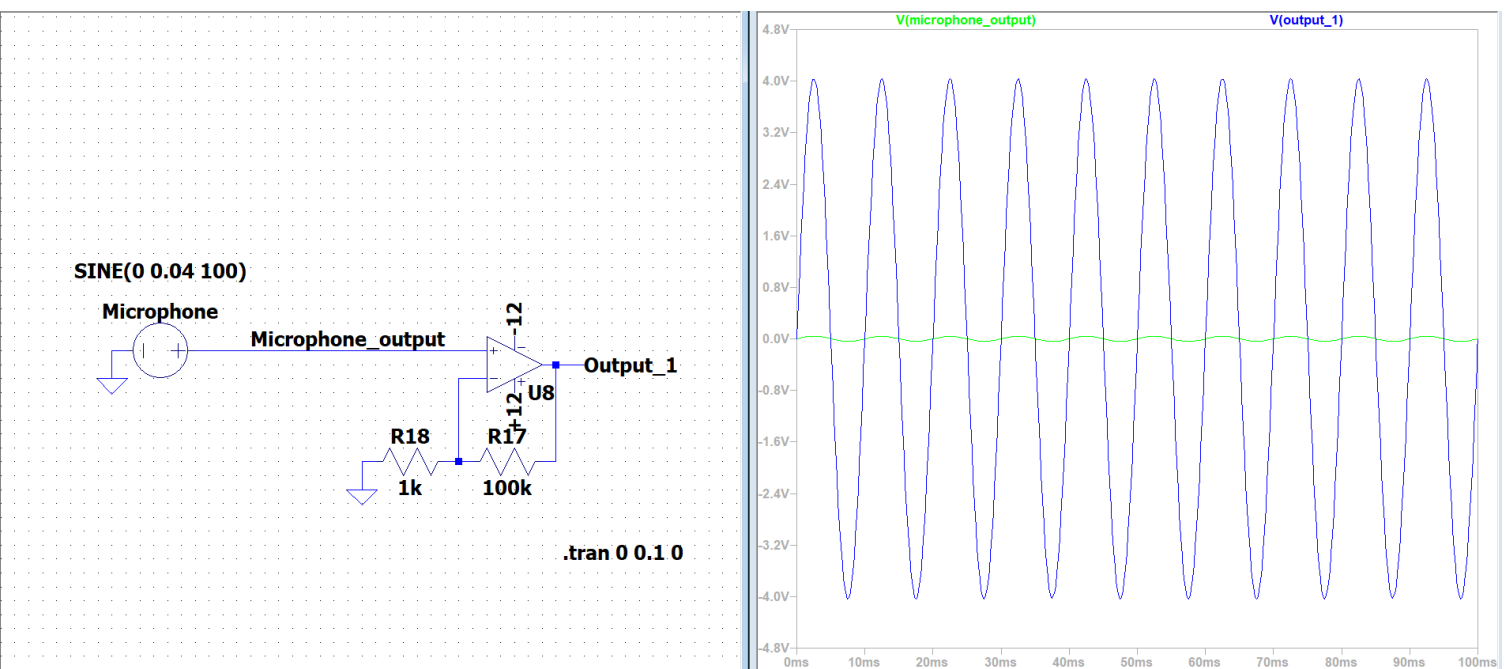 SINE(0 0.04 100)
Microphone
Microphone_output
-12
+12
U8
Output_1
R18
R17
1k
100k
.tran 0 0.1 0
V(microphone_output)
V(output_1)
4.8V
4.0V
3.2V
2.4V
1.6V
0.8V
0.0V
-0.8V
-1.6V
-2.4V
-3.2V
-4.0V
-4.8V
0ms 10ms 20ms 30ms 40ms 50ms 60ms 70ms 80ms 90ms 100ms